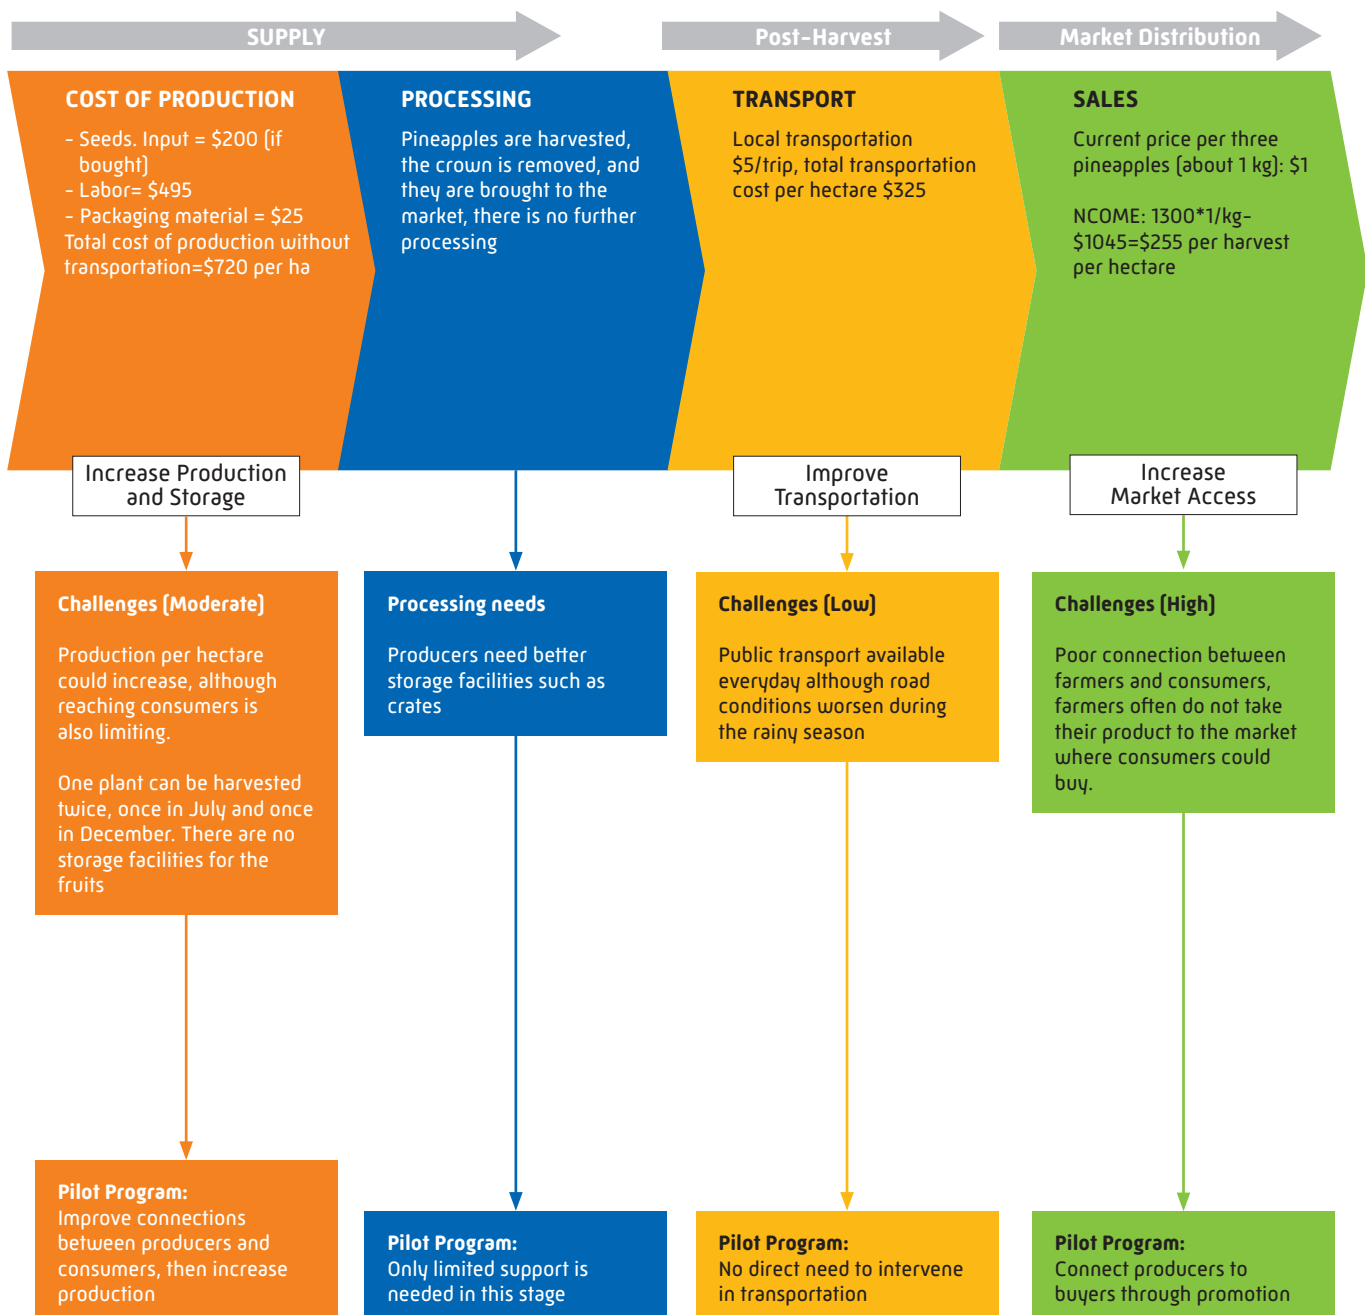 SUPPLY
Post-Harvest
Market Distribution
COST OF PRODUCTION
- Seeds. Input = $200 (if
bought)
- Labor= $495
- Packaging material = $25
Total cost of production without
transportation=$720 per ha
PROCESSING
Pineapples are harvested,
the crown is removed, and
they are brought to the
market, there is no further
processing
TRANSPORT
Local transportation
$5/trip, total transportation
cost per hectare $325
SALES
Current price per three
pineapples (about 1 kg): $1
NCOME: 1300*1/kg-
$1045=$255 per harvest
per hectare
Increase Production
and Storage
Improve
Transportation
Increase
Market Access
Challenges (Moderate)
Production per hectare
could increase, although
reaching consumers is
also limiting.
One plant can be harvested
twice, once in July and once
in December. There are no
storage facilities for the
fruits
Processing needs
Producers need better
storage facilities such as
crates
Challenges (Low)
Public transport available
everyday although road
conditions worsen during
the rainy season
Challenges (High)
Poor connection between
farmers and consumers,
farmers often do not take
their product to the market
where consumers could
buy.
Pilot Program:
Improve connections
between producers and
consumers, then increase
production
Pilot Program:
Only limited support is
needed in this stage
Pilot Program:
No direct need to intervene
in transportation
Pilot Program:
Connect producers to
buyers through promotion